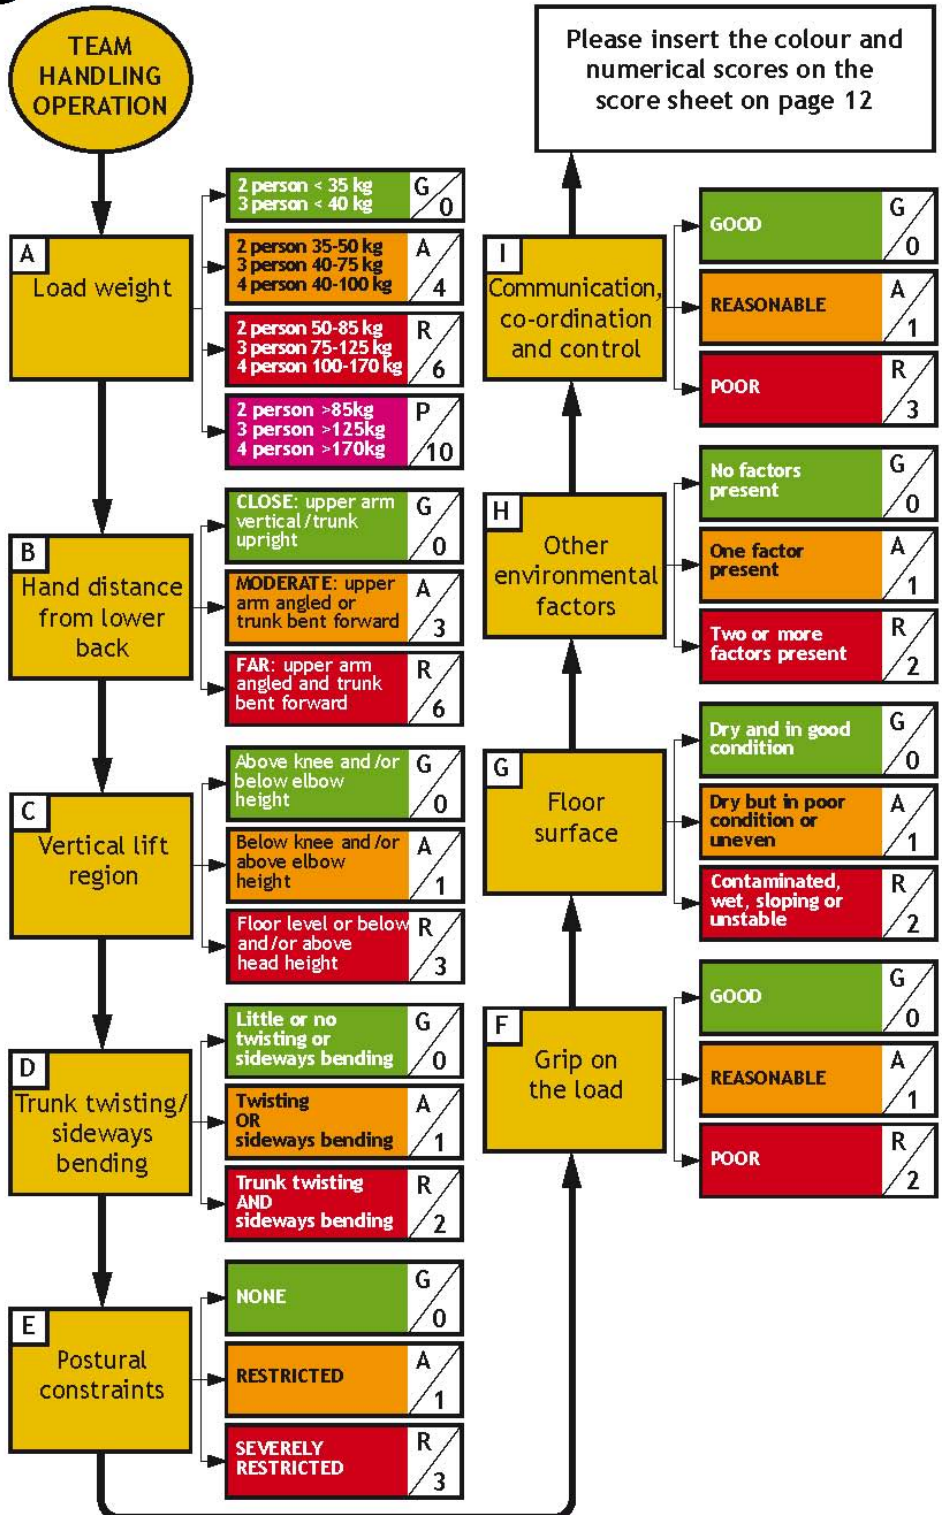 TEAM
HANDLING
OPERATION
A
Load weight
2 person < 35 kg
3 person < 40 kg
G/0
2 person 35-50 kg
3 person 40-75 kg
4 person 40-100 kg
A/4
2 person 50-85 kg
3 person 75-125 kg
4 person 100-170 kg
R/6
2 person >85kg
3 person >125kg
4 person >170kg
P/10
B
Hand distance
from lower
back
CLOSE: upper arm
vertical/trunk
upright
G/0
MODERATE: upper
arm angled or
trunk bent forward
A/3
FAR: upper arm
angled and trunk
bent forward
R/6
C
Vertical lift
region
Above knee and/or
below elbow
height
G/0
Below knee and/or
above elbow
height
A/1
Floor level or below
and/or above
head height
R/3
D
Trunk twisting/
sideways
bending
Little or no
twisting or
sideways bending
G/0
Twisting
OR
sideways bending
A/1
Trunk twisting
AND
sideways bending
R/2
E
Postural
constraints
NONE
G/0
RESTRICTED
A/1
SEVERELY
RESTRICTED
R/3
F
Grip on
the load
GOOD
G/0
REASONABLE
A/1
POOR
R/2
G
Floor
surface
Dry and in good
condition
G/0
Dry but in poor
condition or
uneven
A/1
Contaminated,
wet, sloping or
unstable
R/2
H
Other
environmental
factors
No factors
present
G/0
One factor
present
A/1
Two or more
factors present
R/2
I
Communication,
co-ordination
and control
GOOD
G/0
REASONABLE
A/1
POOR
R/3
Please insert the colour and
numerical scores on the
score sheet on page 12